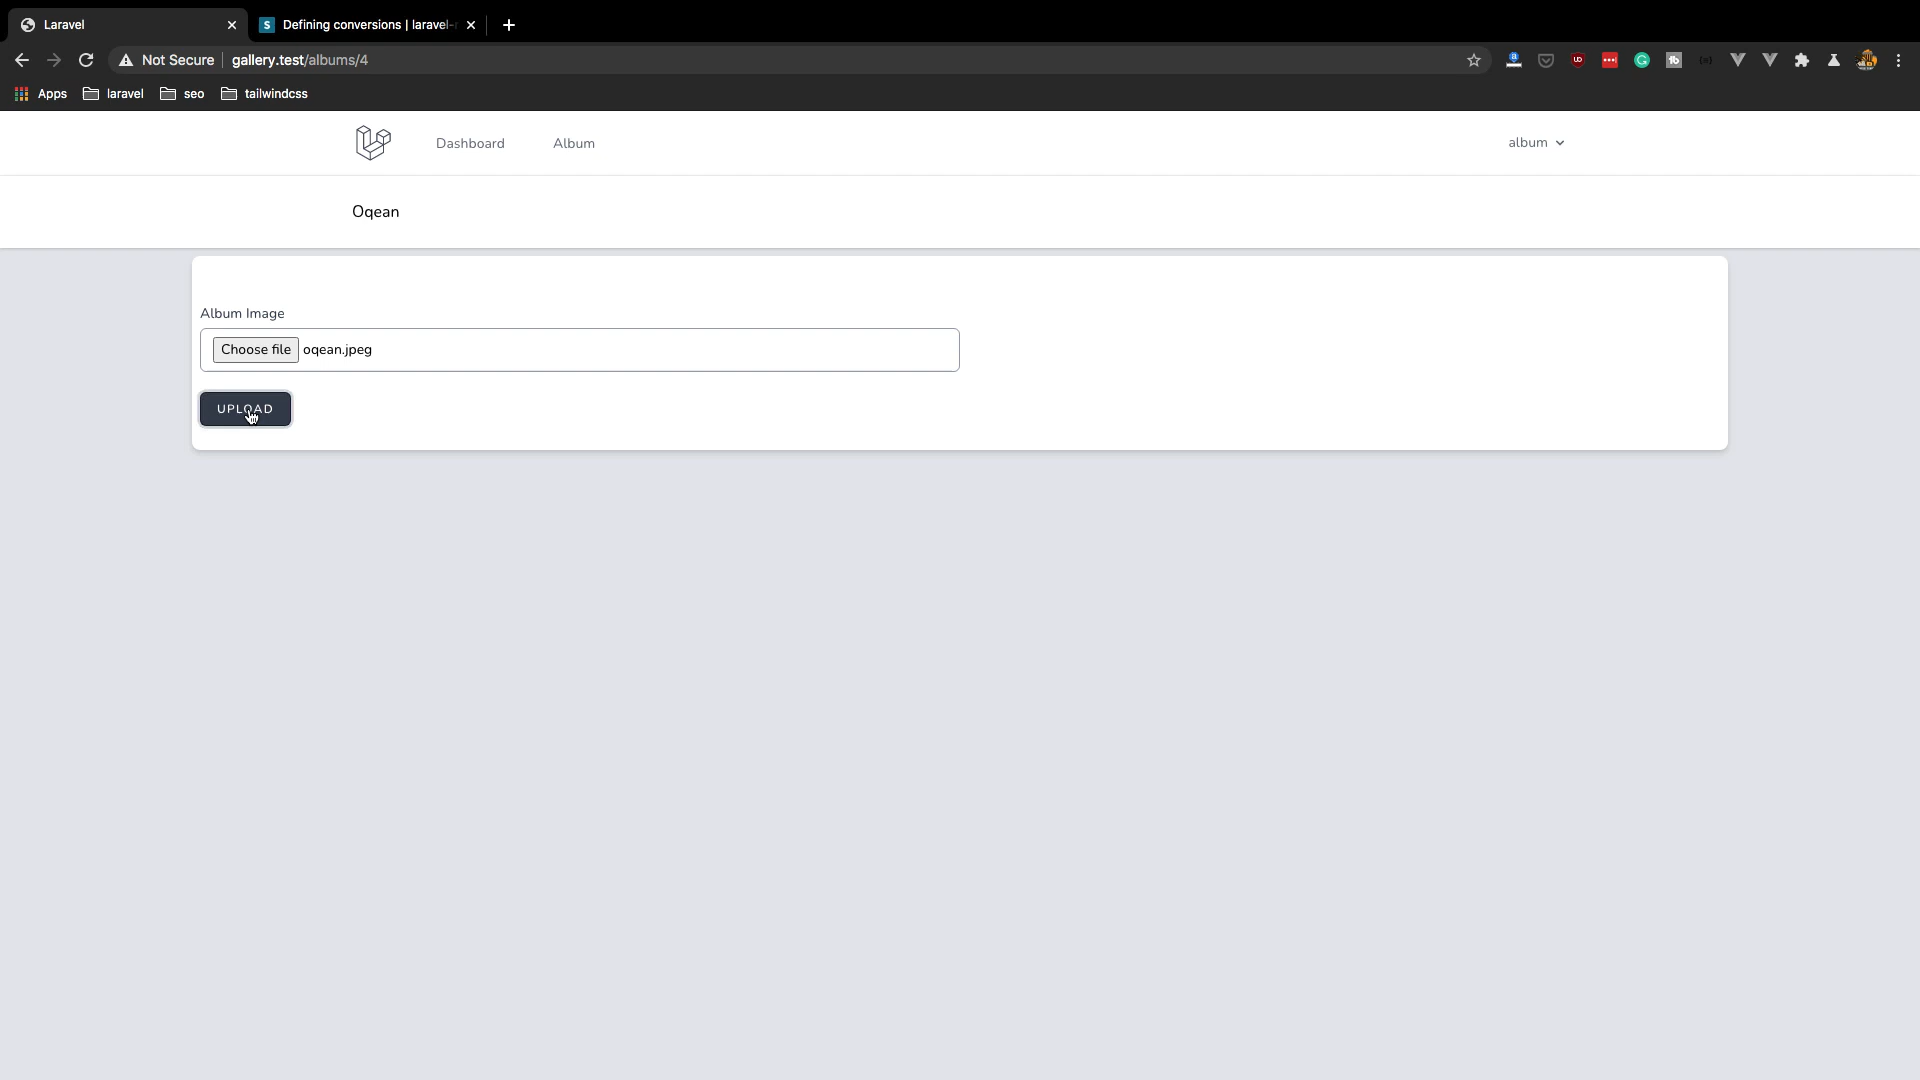 Laravel
S Defining conversions | laravel-
Not Secure gallery.test/albums/4
Apps laravel seo tailwindcss
Dashboard Album album
Oqean
Album Image
Choose file oqean.jpeg
UPLOAD